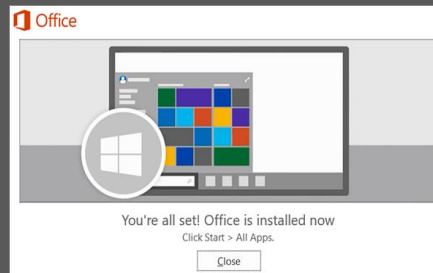 Office
You're all set! Office is installed now
Click Start > All Apps.
Close